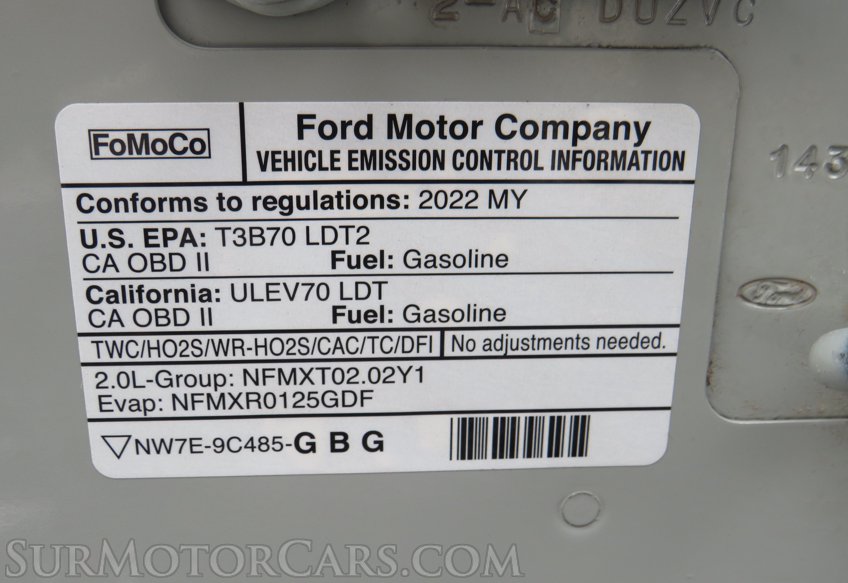 2-AC DUZVC
FoMoCo
Ford Motor Company
VEHICLE EMISSION CONTROL INFORMATION
143
Conforms to regulations: 2022 MY
U.S. EPA: T3B70 LDT2
CA OBD II Fuel: Gasoline
California: ULEV70 LDT
CA OBD II Fuel: Gasoline
Ford
TWC/HO2S/WR-HO2S/CAC/TC/DFI No adjustments needed.
2.0L-Group: NFMXT02.02Y1
Evap: NFMXR0125GDF
NW7E-9C485-G B G
SurMotorCars.com